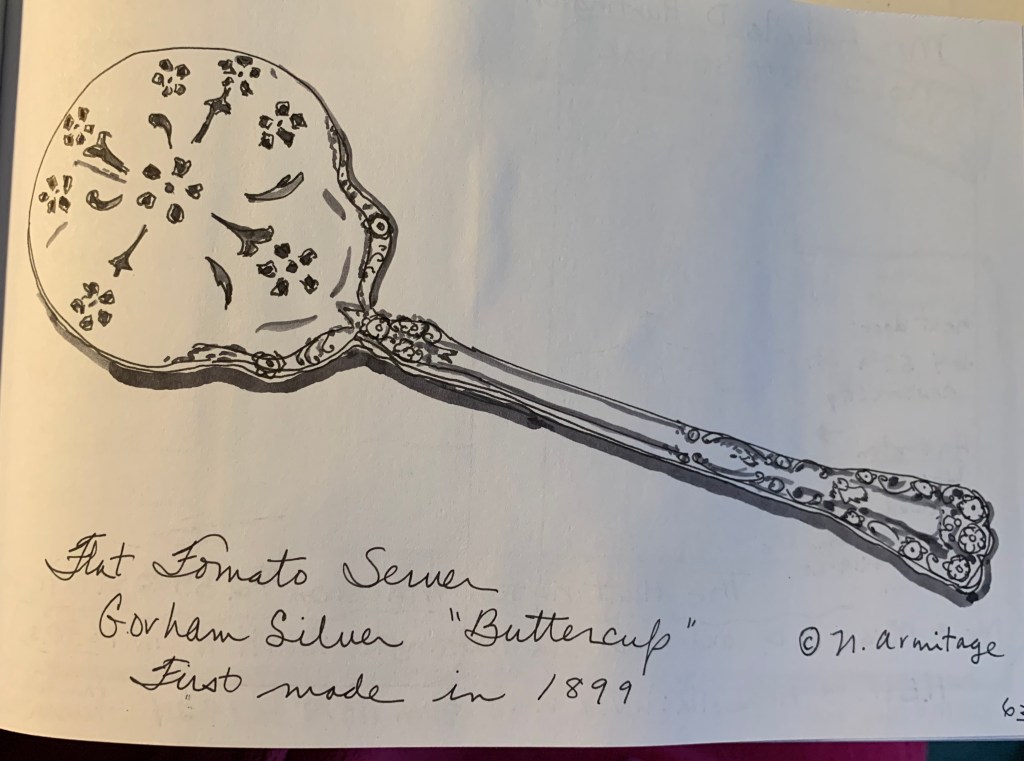 Flat Tomato Server
Gorham Silver "Buttercup"
First made in 1899
© N. Armitage
63